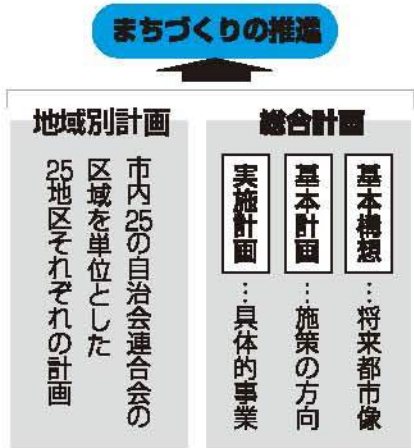 まちづくりの推進
地域別計画
市内25の自治会連合会の
区域を単位とした
25地区それぞれの計画
総合計画
基本構想…将来都市像
基本計画…施策の方向
実施計画…具体的事業